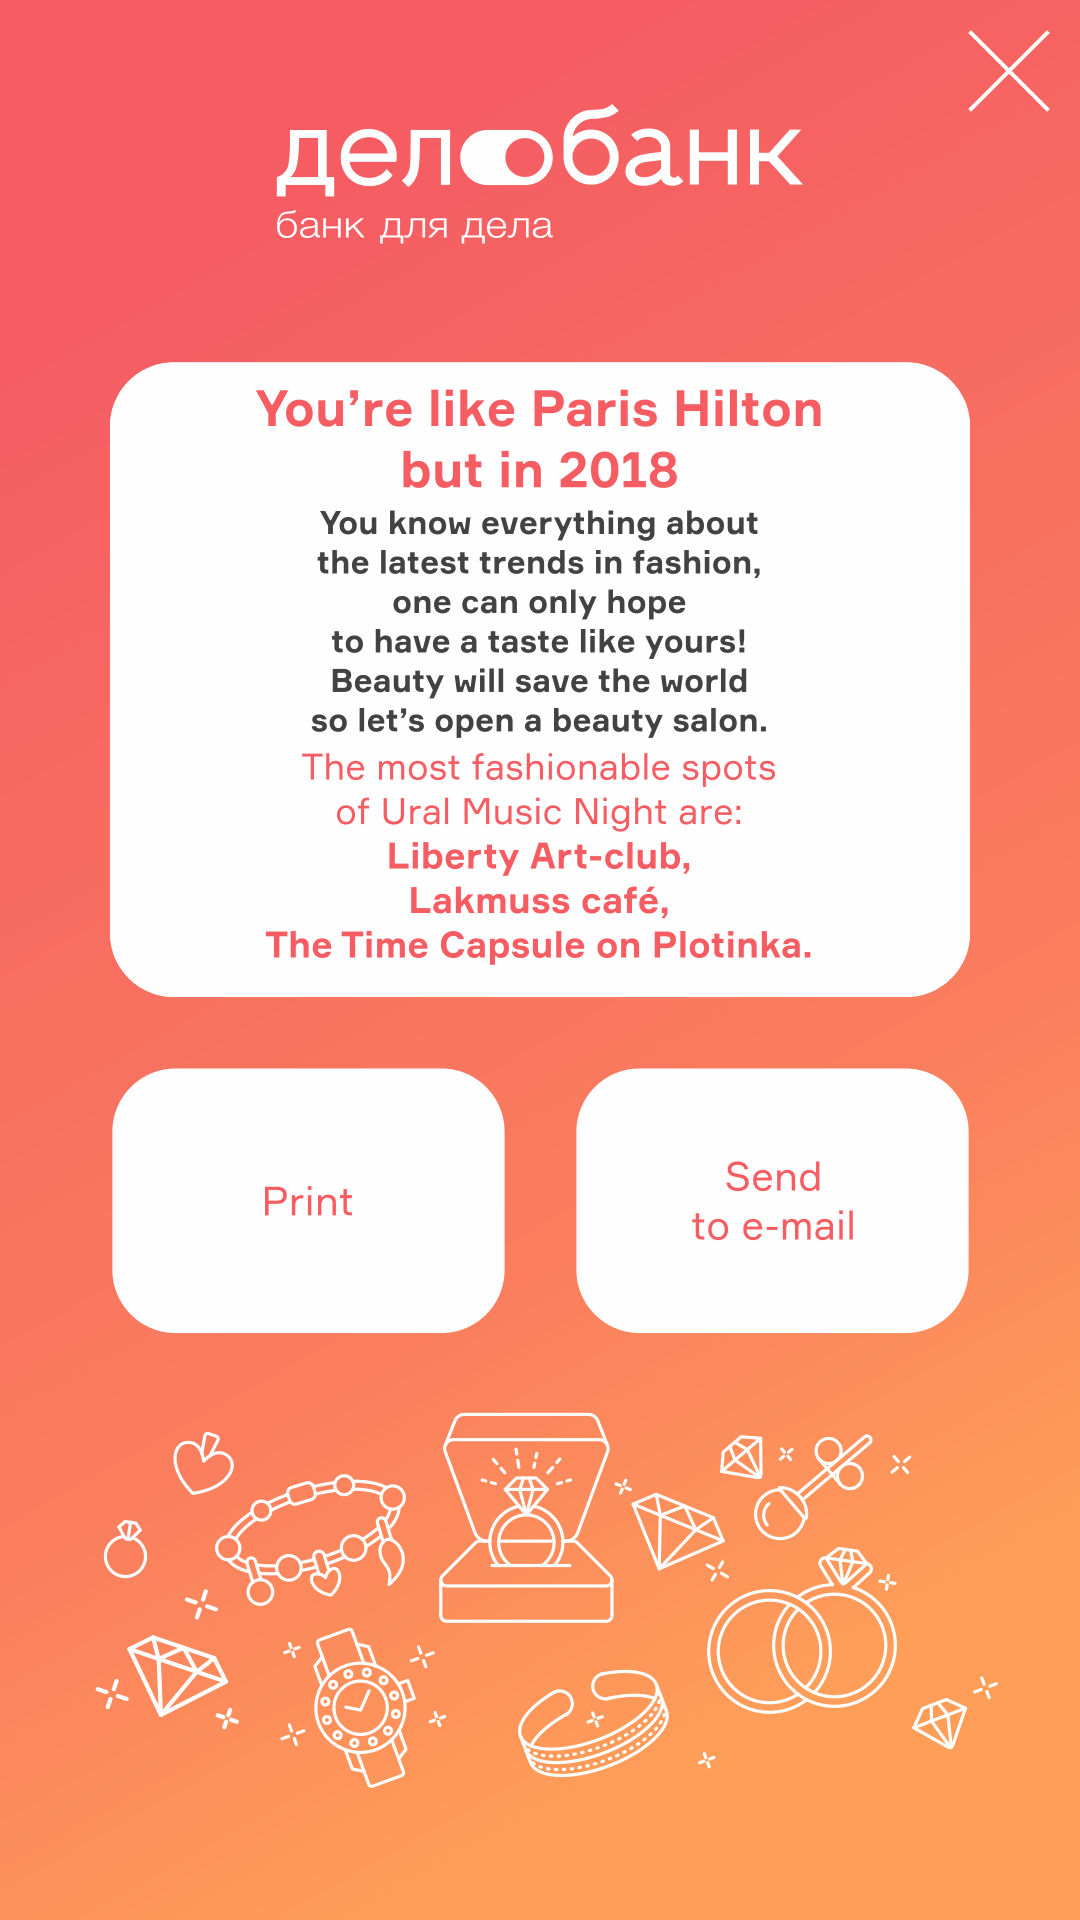 делобанк
банк для дела
You’re like Paris Hilton
but in 2018
You know everything about
the latest trends in fashion,
one can only hope
to have a taste like yours!
Beauty will save the world
so let’s open a beauty salon.
The most fashionable spots
of Ural Music Night are:
Liberty Art-club,
Lakmuss café,
The Time Capsule on Plotinka.
Print
Send
to e-mail